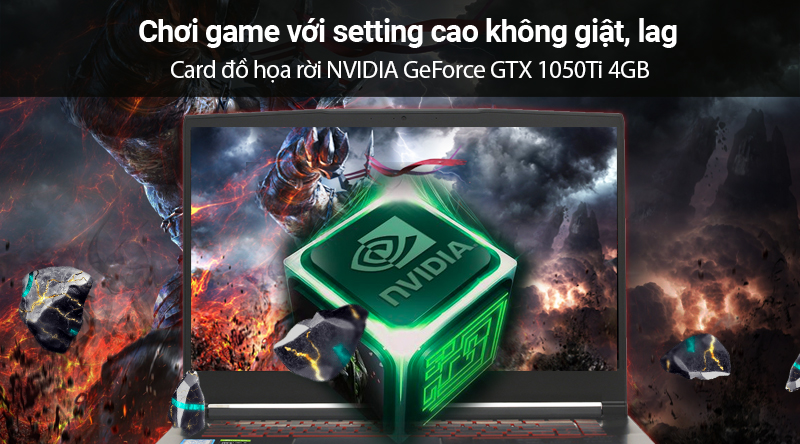 Chơi game với setting cao không giật, lag
Card đồ họa rời NVIDIA GeForce GTX 1050Ti 4GB
NVIDIA